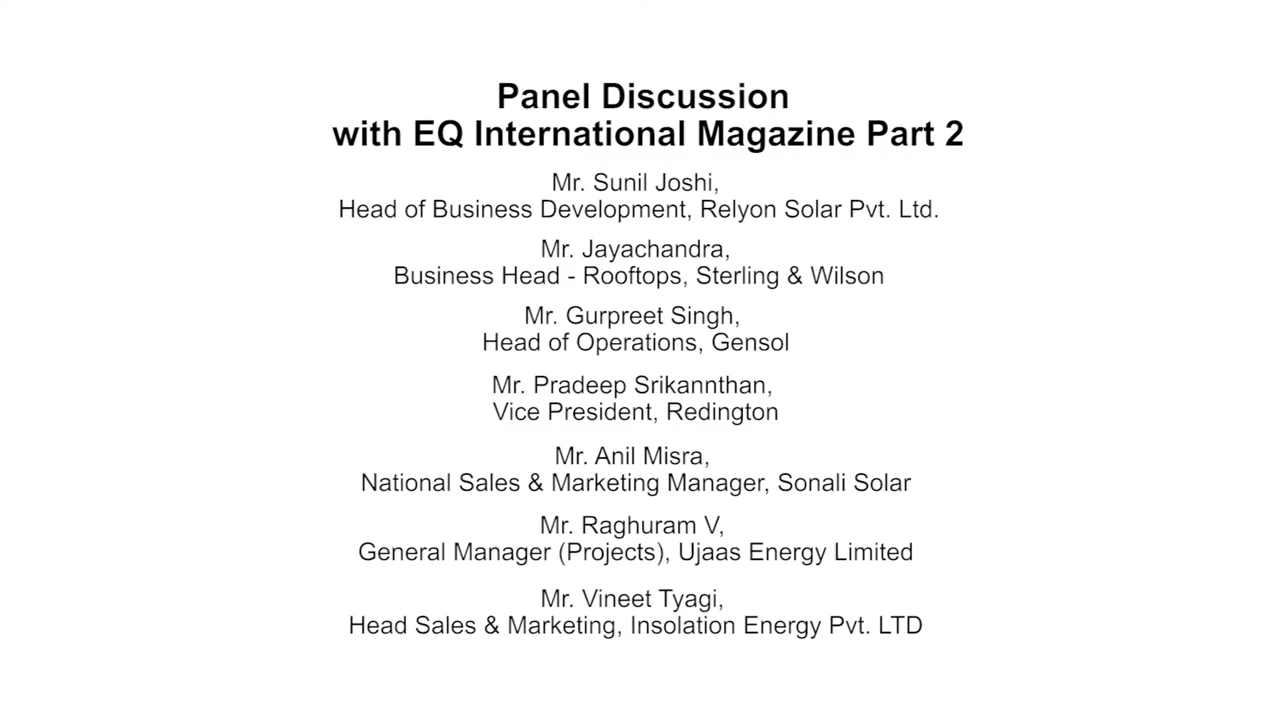 Panel Discussion
with EQ International Magazine Part 2
Mr. Sunil Joshi,
Head of Business Development, Relyon Solar Pvt. Ltd.
Mr. Jayachandra,
Business Head - Rooftops, Sterling & Wilson
Mr. Gurpreet Singh,
Head of Operations, Gensol
Mr. Pradeep Srikannthan,
Vice President, Redington
Mr. Anil Misra,
National Sales & Marketing Manager, Sonali Solar
Mr. Raghuram V,
General Manager (Projects), Ujaas Energy Limited
Mr. Vineet Tyagi,
Head Sales & Marketing, Insolation Energy Pvt. LTD